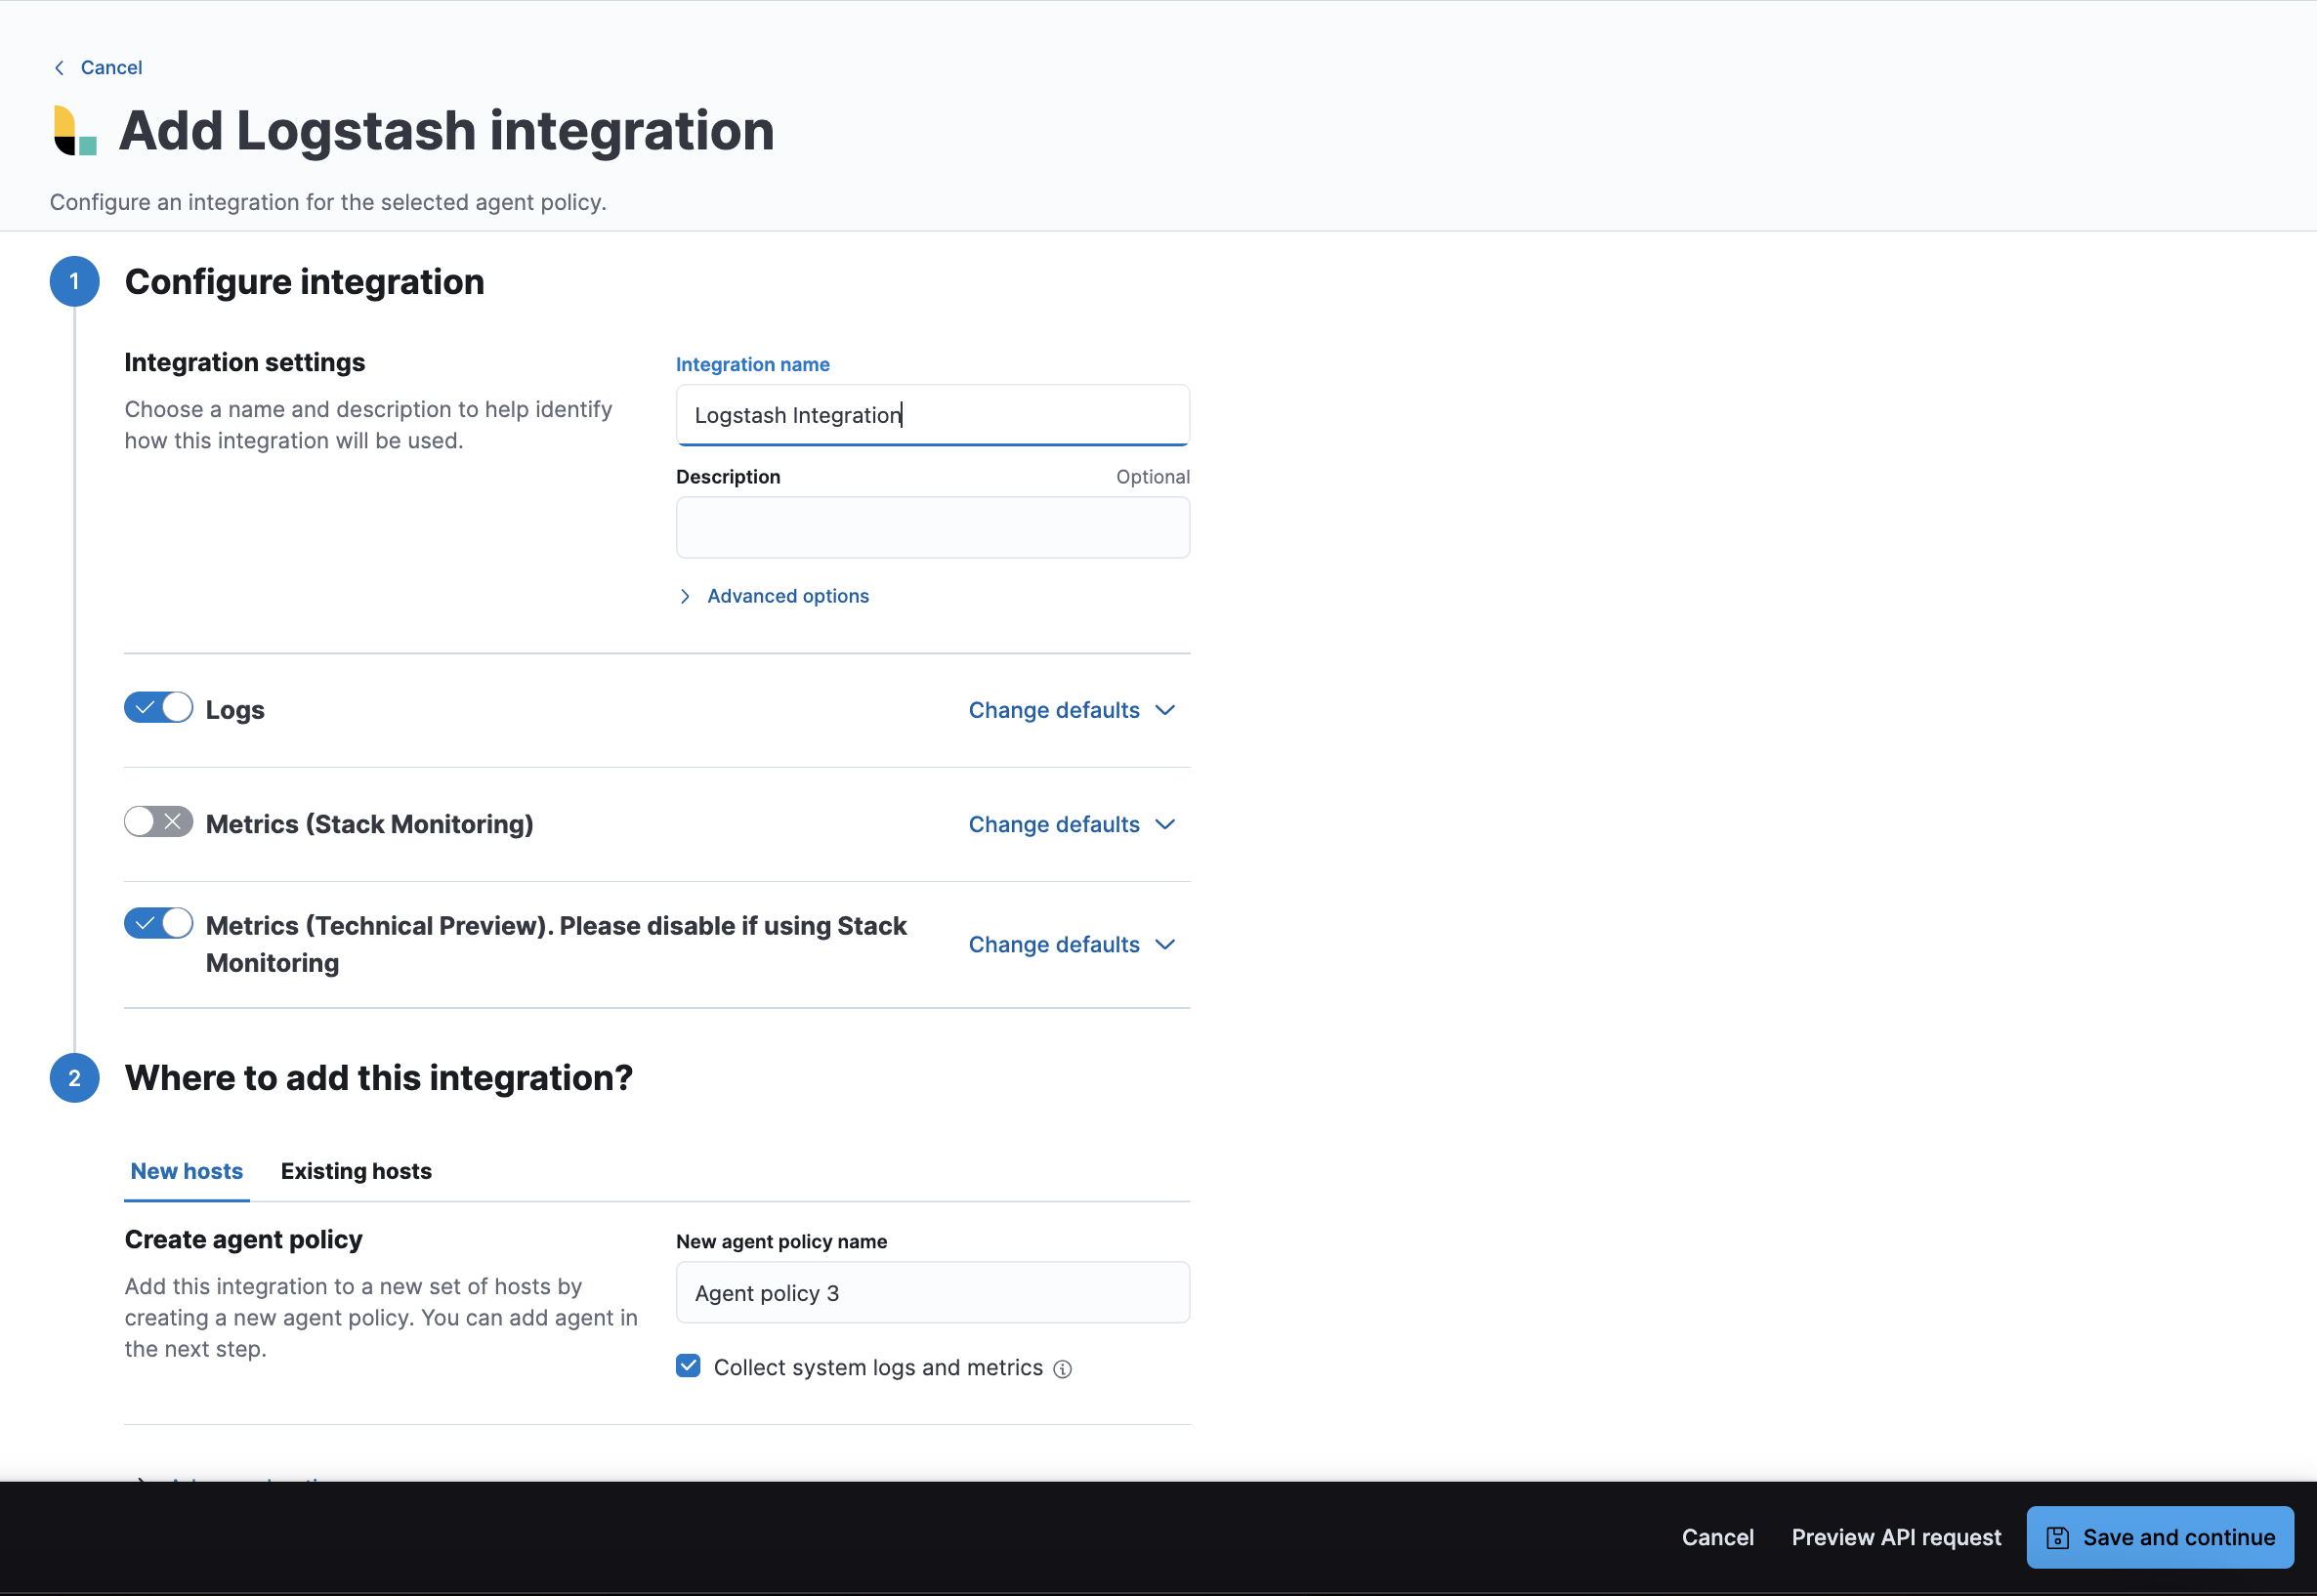 Cancel
Add Logstash integration
Configure an integration for the selected agent policy.
1
Configure integration
Integration settings
Choose a name and description to help identify
how this integration will be used.
Integration name
Logstash Integration
Description
Optional
Advanced options
Logs
Change defaults
Metrics (Stack Monitoring)
Change defaults
Metrics (Technical Preview). Please disable if using Stack
Monitoring
Change defaults
2
Where to add this integration?
New hosts
Existing hosts
Create agent policy
Add this integration to a new set of hosts by
creating a new agent policy. You can add agent in
the next step.
New agent policy name
Agent policy 3
Collect system logs and metrics
Cancel
Preview API request
Save and continue